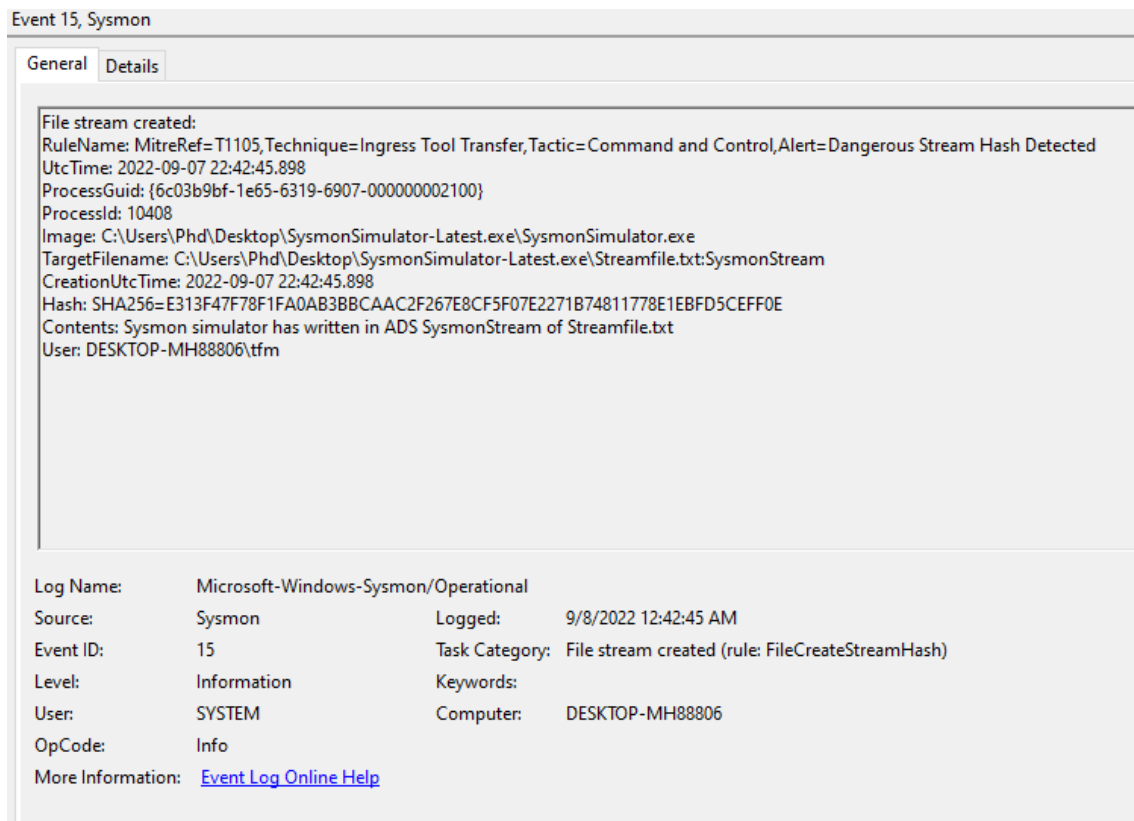 Event 15, Sysmon
General Details
File stream created:
RuleName: MitreRef=T1105,Technique=Ingress Tool Transfer,Tactic=Command and Control,Alert=Dangerous Stream Hash Detected
UtcTime: 2022-09-07 22:42:45.898
ProcessGuid: {6c03b9bf-1e65-6319-6907-000000002100}
ProcessId: 10408
Image: C:\Users\Phd\Desktop\SysmonSimulator-Latest.exe\SysmonSimulator.exe
TargetFilename: C:\Users\Phd\Desktop\SysmonSimulator-Latest.exe\Streamfile.txt:SysmonStream
CreationUtcTime: 2022-09-07 22:42:45.898
Hash: SHA256=E313F47F78F1FA0AB3BBCAAC2F267E8CF5F07E2271B74811778E1EBFD5CEFF0E
Contents: Sysmon simulator has written in ADS SysmonStream of Streamfile.txt
User: DESKTOP-MH88806\tfm
Log Name: Microsoft-Windows-Sysmon/Operational
Source: Sysmon Logged: 9/8/2022 12:42:45 AM
Event ID: 15 Task Category: File stream created (rule: FileCreateStreamHash)
Level: Information Keywords:
User: SYSTEM Computer: DESKTOP-MH88806
OpCode: Info
More Information: Event Log Online Help